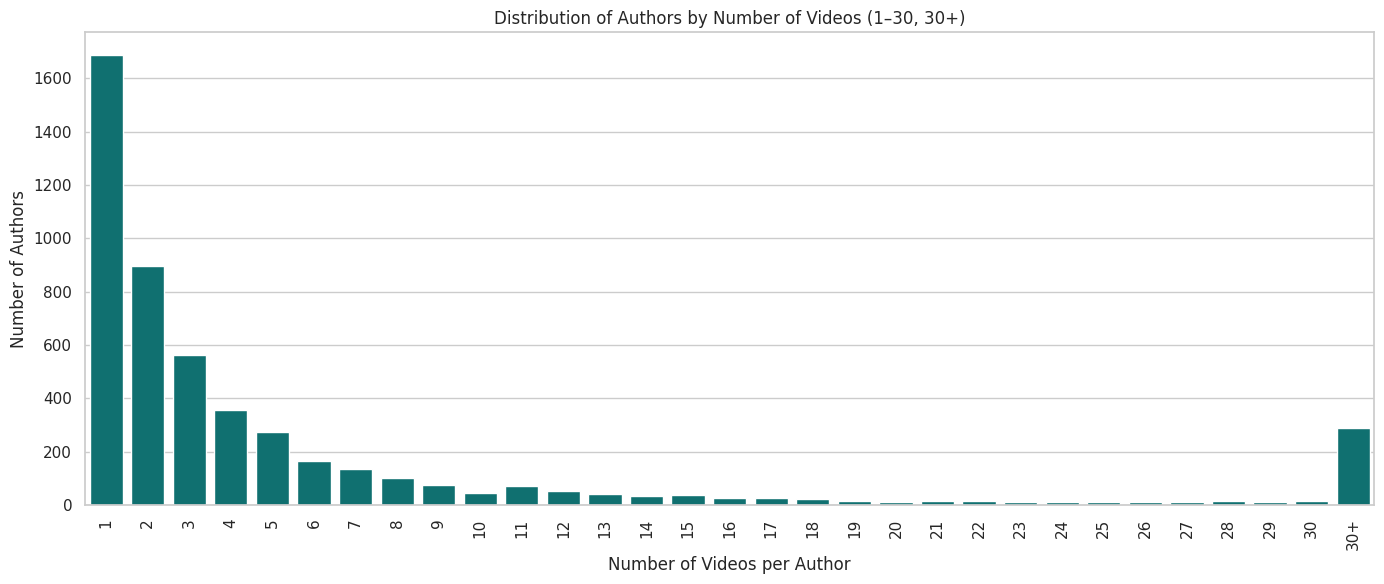 Distribution of Authors by Number of Videos (1–30, 30+)
Number of Authors
1600
1400
1200
1000
800
600
400
200
0
1 2 3 4 5 6 7 8 9 10 11 12 13 14 15 16 17 18 19 20 21 22 23 24 25 26 27 28 29 30 30+
Number of Videos per Author